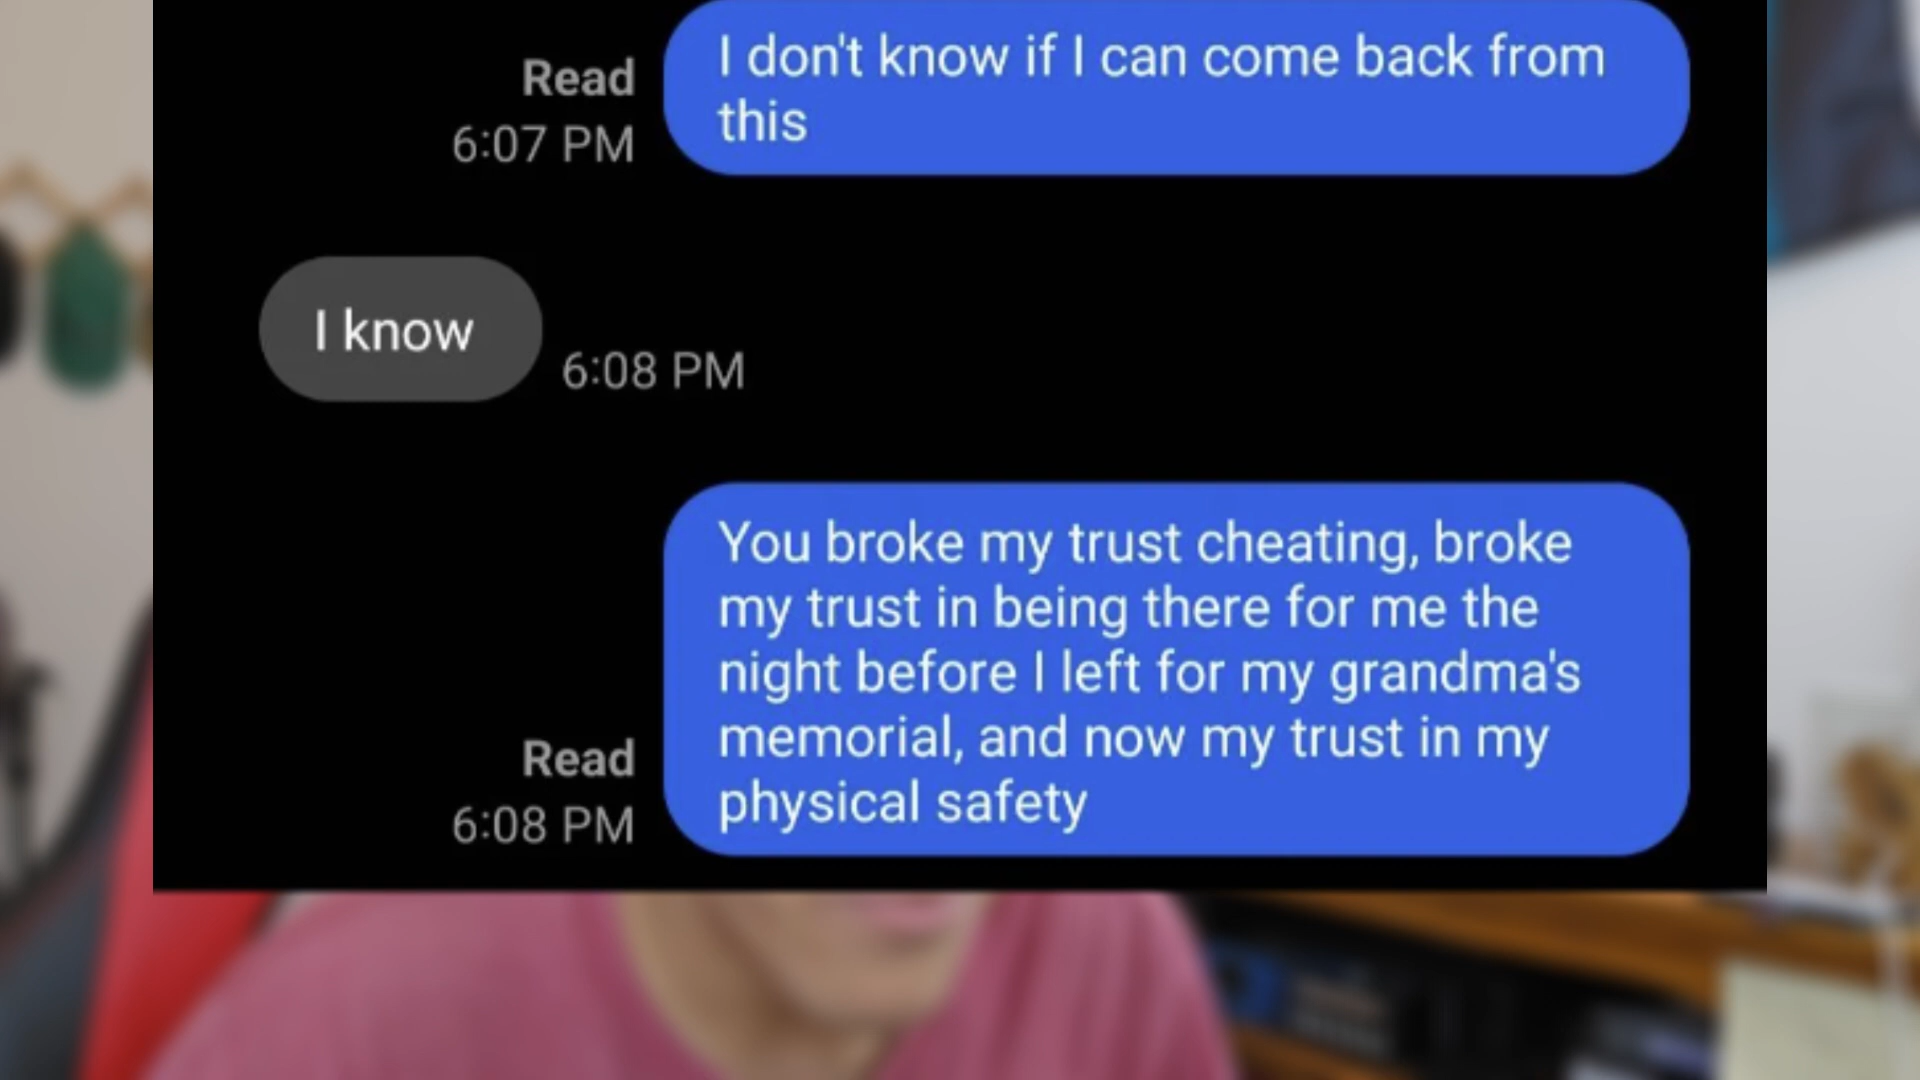 I don't know if I can come back from
this
Read
6:07 PM
I know
6:08 PM
You broke my trust cheating, broke
my trust in being there for me the
night before I left for my grandma's
memorial, and now my trust in my
physical safety
Read
6:08 PM